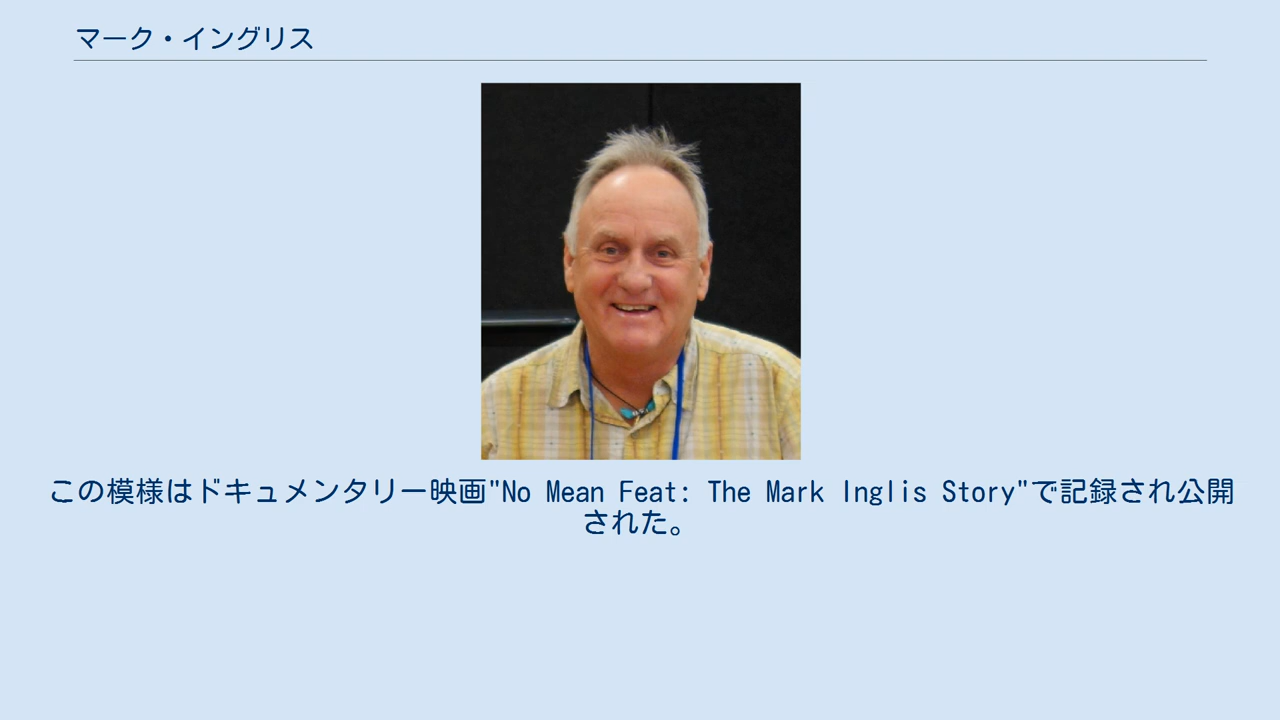 マーク・イングリス
この模様はドキュメンタリー映画"No Mean Feat: The Mark Inglis Story"で記録され公開
された。